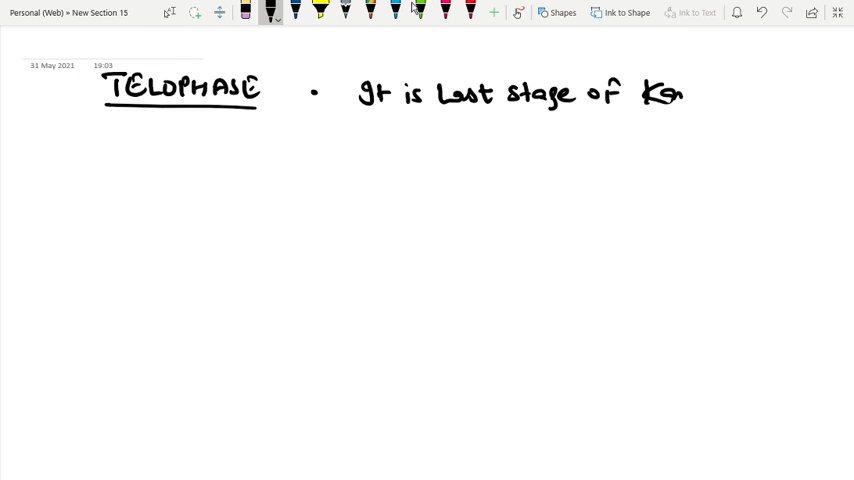 Personal (Web) » New Section 15
Shapes
Ink to Shape
Ink to Text
31 May 2021 19:03
TELOPHASE . It is Last stage of Kar